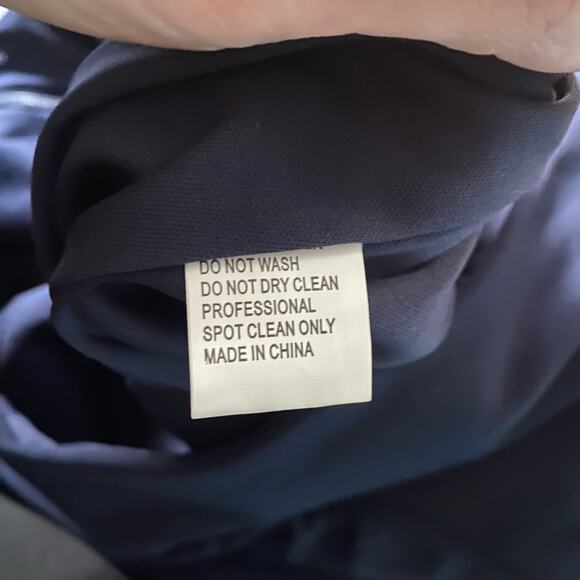 DO NOT WASH
DO NOT DRY CLEAN
PROFESSIONAL
SPOT CLEAN ONLY
MADE IN CHINA